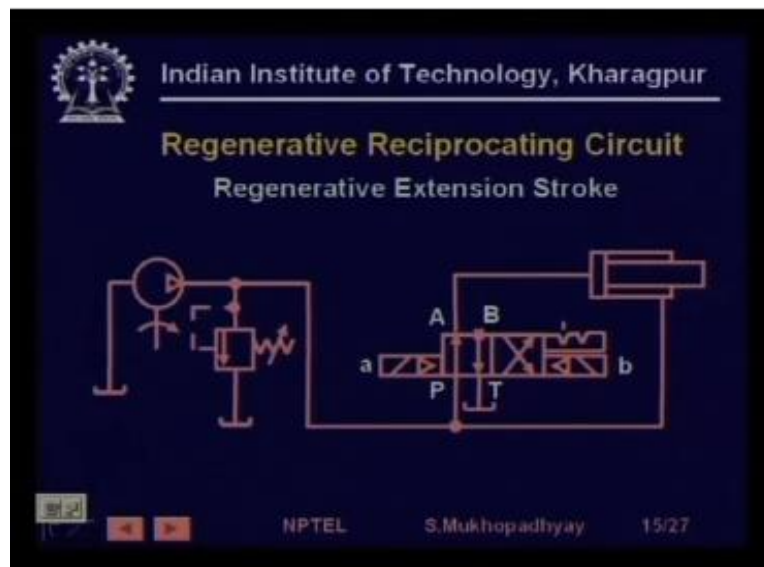 Indian Institute of Technology, Kharagpur
Regenerative Reciprocating Circuit
Regenerative Extension Stroke
A B
a b
P T
NPTEL S.Mukhopadhyay 15/27